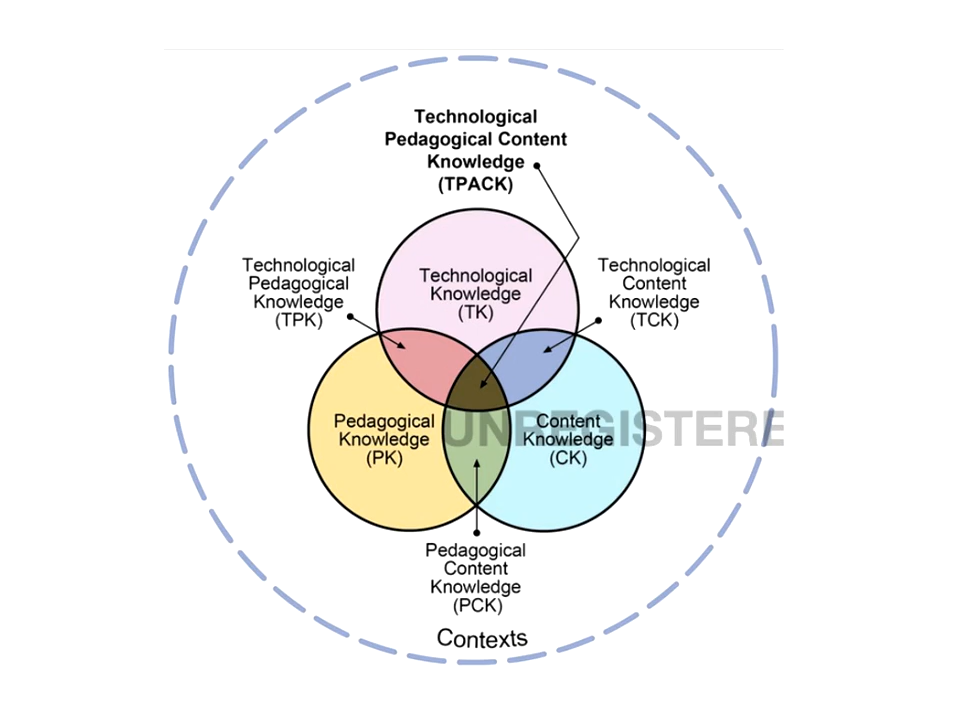 Technological
Pedagogical Content
Knowledge
(TPACK)
Technological
Pedagogical
Knowledge
(TPK)
Technological
Knowledge
(TK)
Technological
Content
Knowledge
(TCK)
Pedagogical
Knowledge
(PK)
Content
Knowledge
(CK)
UNREGISTERE
Pedagogical
Content
Knowledge
(PCK)
Contexts